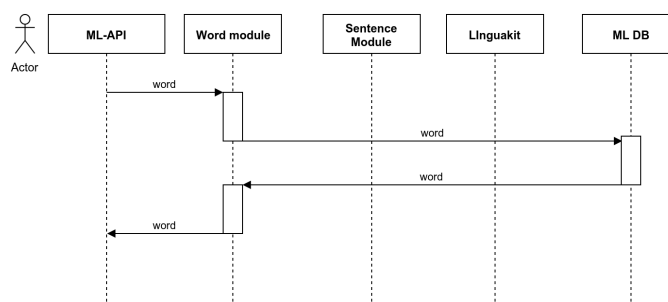 Actor
ML-API
Word module
Sentence
Module
LInguakit
ML DB
word
word
word
word